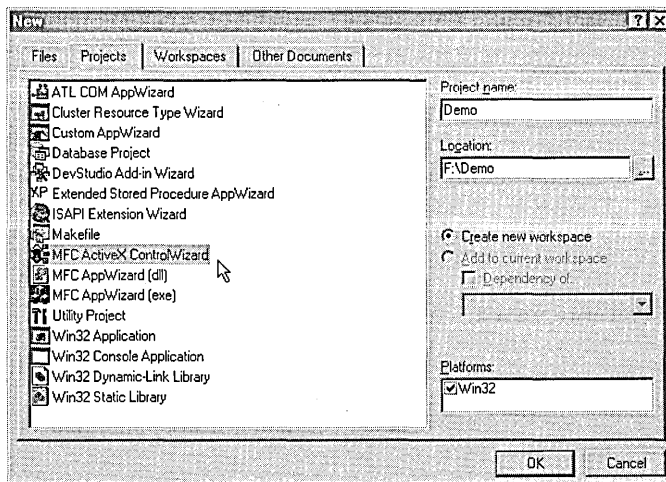 New
Files Projects Workspaces Other Documents
ATL COM AppWizard
Cluster Resource Type Wizard
Custom AppWizard
Database Project
DevStudio Add-in Wizard
XP Extended Stored Procedure AppWizard
ISAPI Extension Wizard
Makefile
MFC ActiveX ControlWizard
MFC AppWizard (dll)
MFC AppWizard (exe)
Utility Project
Win32 Application
Win32 Console Application
Win32 Dynamic-Link Library
Win32 Static Library
Project name:
Demo
Location:
F:\Demo
...
Create new workspace
Add to current workspace
Dependency of:
Platforms:
Win32
OK Cancel